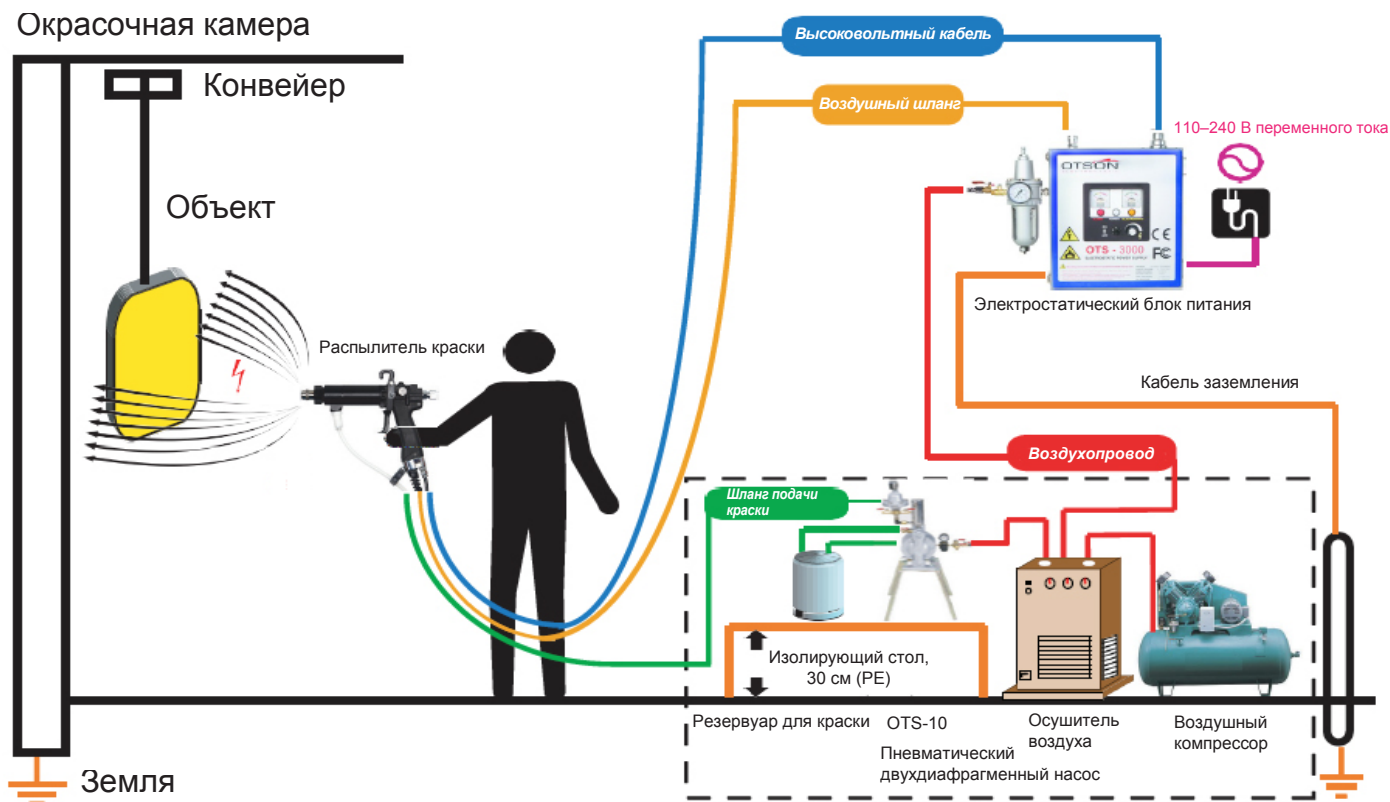 Окрасочная камера
Конвейер
Объект
Распылитель краски
Высоковольтный кабель
Воздушный шланг
110–240 В переменного тока
OTSON
OTS - 3000
CE
FC
Электростатический блок питания
Кабель заземления
Воздухопровод
Шланг подачи
краски
Изолирующий стол,
30 см (PE)
Резервуар для краски
OTS-10
Пневматический
двухдиафрагменный насос
Осушитель
воздуха
Воздушный
компрессор
Земля